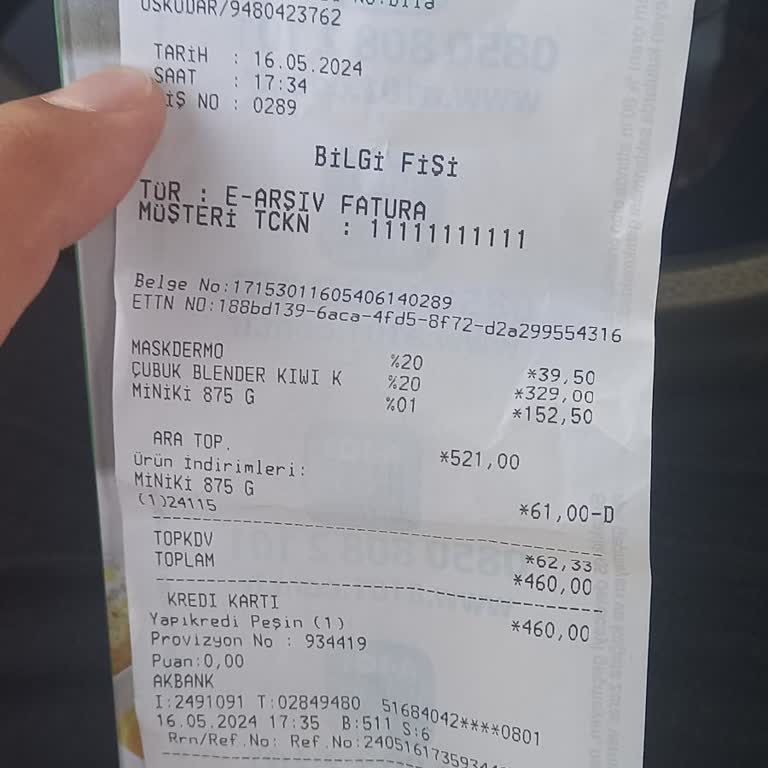 ÜSKÜDAR/9480423762
TARİH : 16.05.2024
SAAT : 17:34
FİŞ NO : 0289
BİLGİ FİŞİ
TÜR : E-ARŞIV FATURA
MÜŞTERİ TCKN : 11111111111
Belge No:17153011605406140289
ETTN NO:188bd139-6aca-4fd5-8f72-d2a299554316
MASKDERMO %20 *39,50
ÇUBUK BLENDER KIWI K %20 *329,00
MİNİKİ 875 G %01 *152,50
ARA TOP. *521,00
Ürün İndirimleri:
MİNİKİ 875 G
(1)24115 *61,00-D
TOPKDV *62,33
TOPLAM *460,00
KREDI KARTI *460,00
Yapıkredi Peşin (1)
Provizyon No : 934419
Puan:0,00
AKBANK
I:2491091 T:02849480 51684042****0801
16.05.2024 17:35 B:511 S:6
Rrn/Ref.No: Ref.No:2405161735934